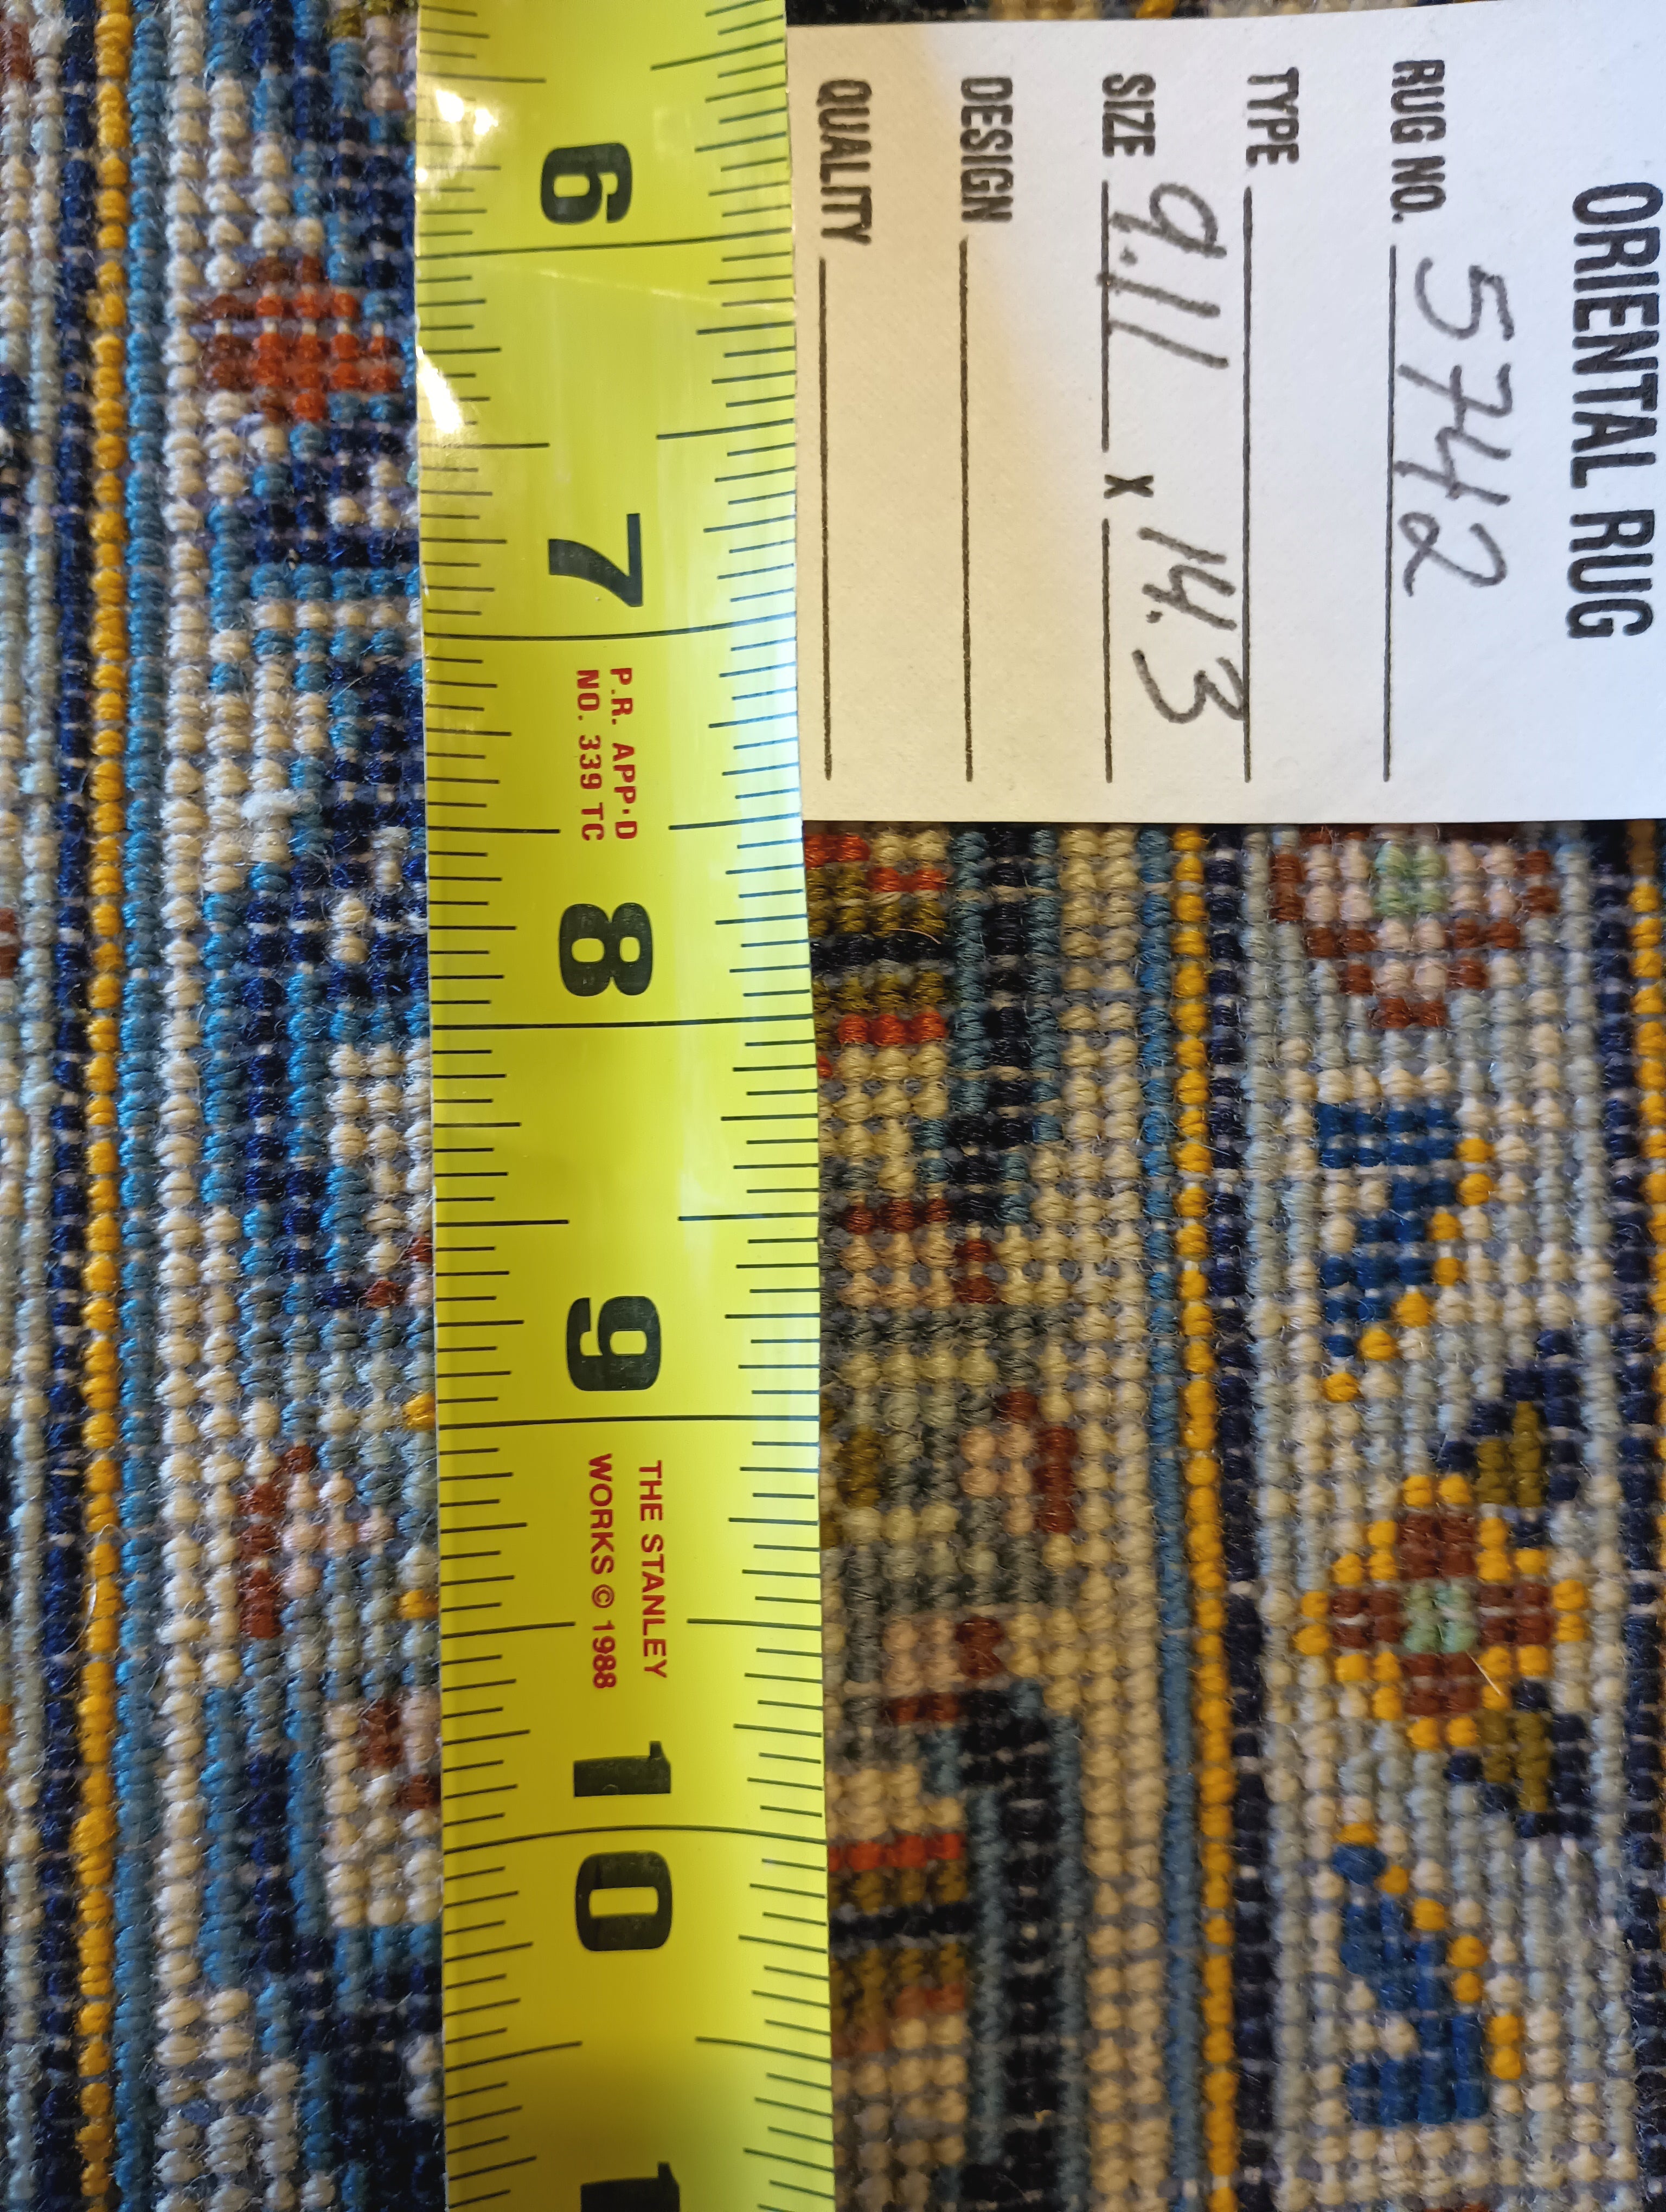 ORIENTAL RUG
RUG NO. 5742
TYPE
SIZE 9.11 x 14.3
DESIGN
QUALITY
6
7
P.R. APP'D
NO. 339 TC
8
9
THE STANLEY
WORKS © 1988
10
1